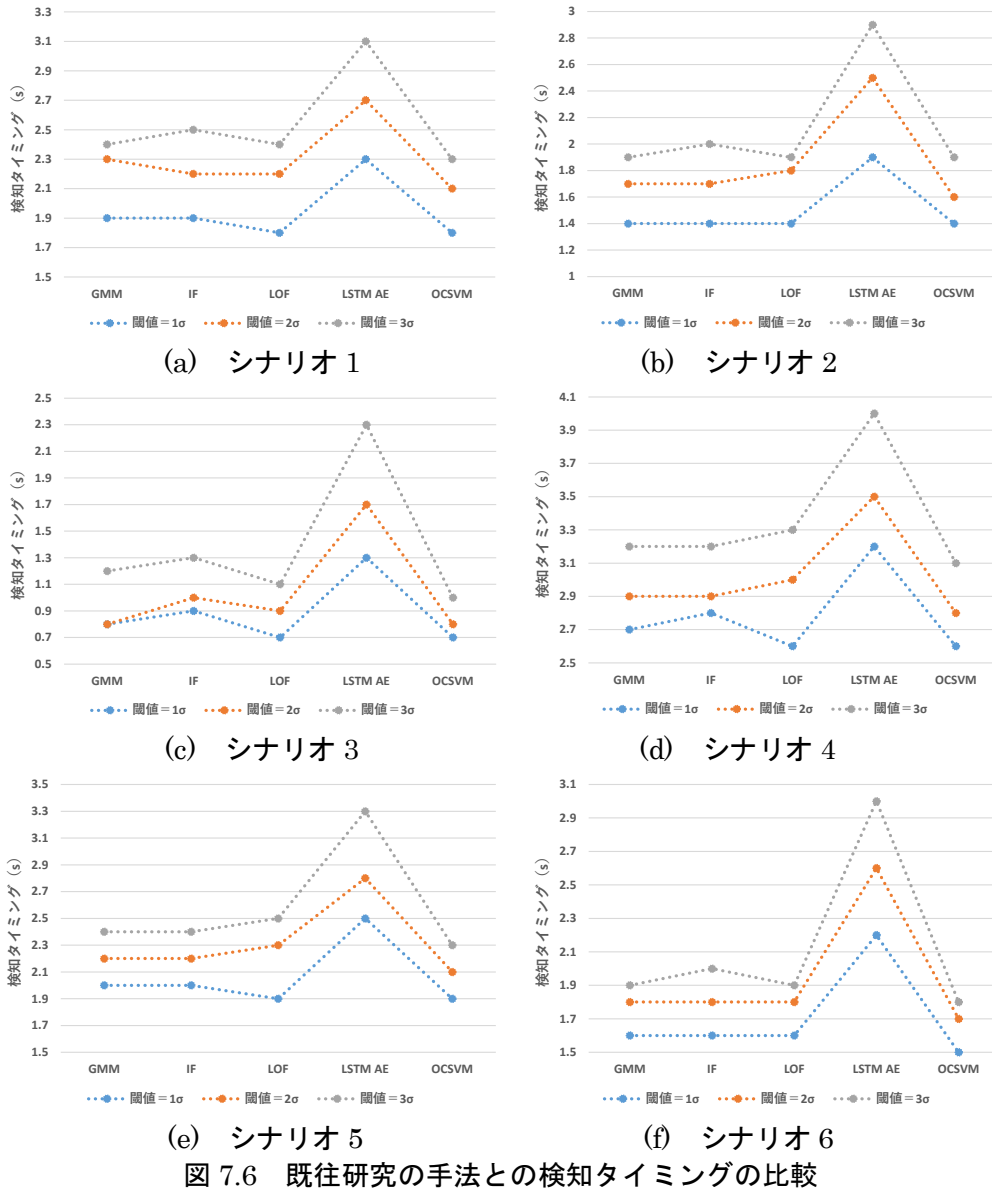 3.3
3.1
2.9
2.7
2.5
2.3
2.1
1.9
1.7
1.5
検知タイミング（s）
GMM IF LOF LSTM AE OCSVM
閾値＝1σ 閾値＝2σ 閾値＝3σ
(a) シナリオ 1
3
2.8
2.6
2.4
2.2
2
1.8
1.6
1.4
1.2
1
検知タイミング（s）
GMM IF LOF LSTM AE OCSVM
閾値＝1σ 閾値＝2σ 閾値＝3σ
(b) シナリオ 2
2.5
2.3
2.1
1.9
1.7
1.5
1.3
1.1
0.9
0.7
0.5
検知タイミング（s）
GMM IF LOF LSTM AE OCSVM
閾値＝1σ 閾値＝2σ 閾値＝3σ
(c) シナリオ 3
4.1
3.9
3.7
3.5
3.3
3.1
2.9
2.7
2.5
検知タイミング（s）
GMM IF LOF LSTM AE OCSVM
閾値＝1σ 閾値＝2σ 閾値＝3σ
(d) シナリオ 4
3.5
3.3
3.1
2.9
2.7
2.5
2.3
2.1
1.9
1.7
1.5
検知タイミング（s）
GMM IF LOF LSTM AE OCSVM
閾値＝1σ 閾値＝2σ 閾値＝3σ
(e) シナリオ 5
3.1
2.9
2.7
2.5
2.3
2.1
1.9
1.7
1.5
検知タイミング（s）
GMM IF LOF LSTM AE OCSVM
閾値＝1σ 閾値＝2σ 閾値＝3σ
(f) シナリオ 6
図 7.6 既往研究の手法との検知タイミングの比較